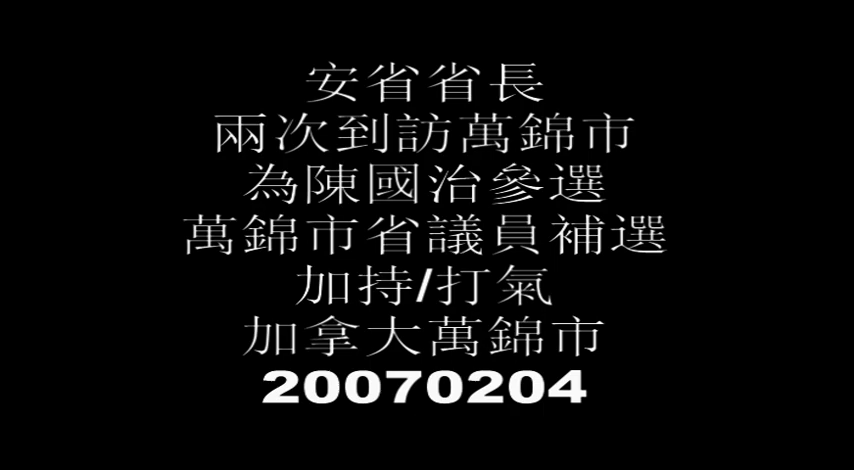 安省省長
兩次到訪萬錦市
為陳國治參選
萬錦市省議員補選
加持/打氣
加拿大萬錦市
20070204